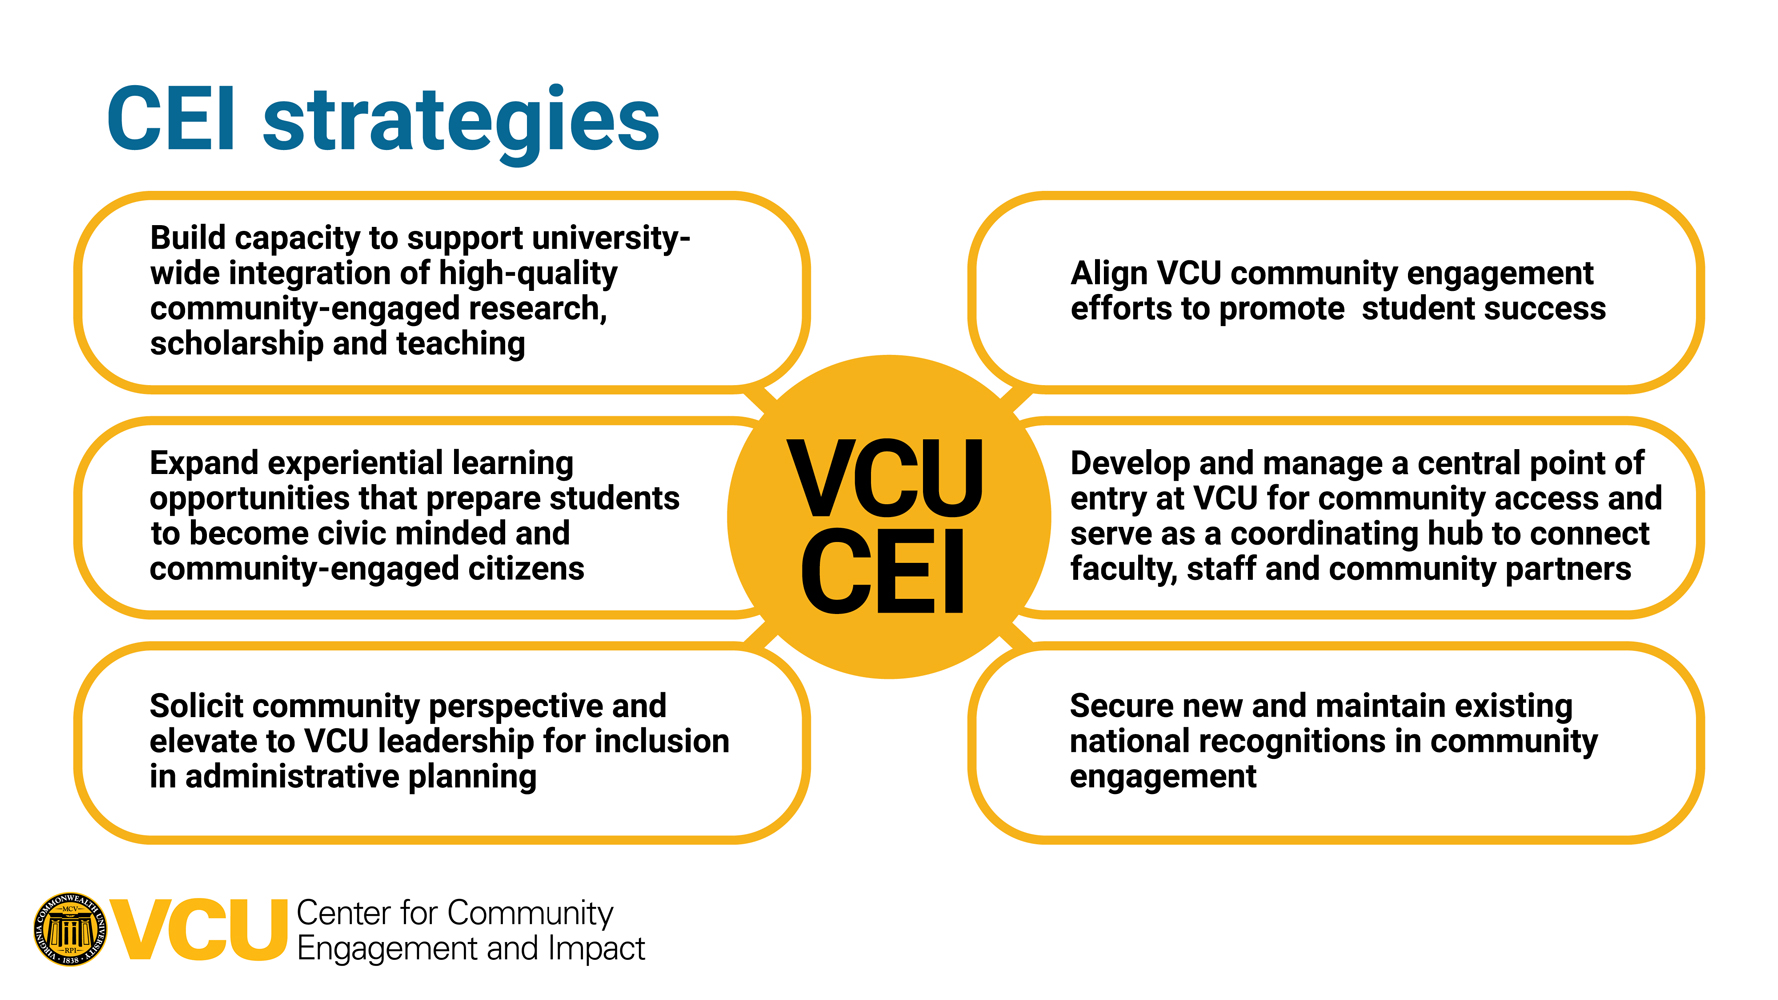 CEI strategies
Build capacity to support university-
wide integration of high-quality
community-engaged research,
scholarship and teaching
Align VCU community engagement
efforts to promote  student success
Expand experiential learning
opportunities that prepare students
to become civic minded and
community-engaged citizens
VCU
CEI
Develop and manage a central point of
entry at VCU for community access and
serve as a coordinating hub to connect
faculty, staff and community partners
Solicit community perspective and
elevate to VCU leadership for inclusion
in administrative planning
Secure new and maintain existing
national recognitions in community
engagement
VIRGINIA COMMONWEALTH UNIVERSITY
MCV
RPI
1838
VCU
Center for Community
Engagement and Impact